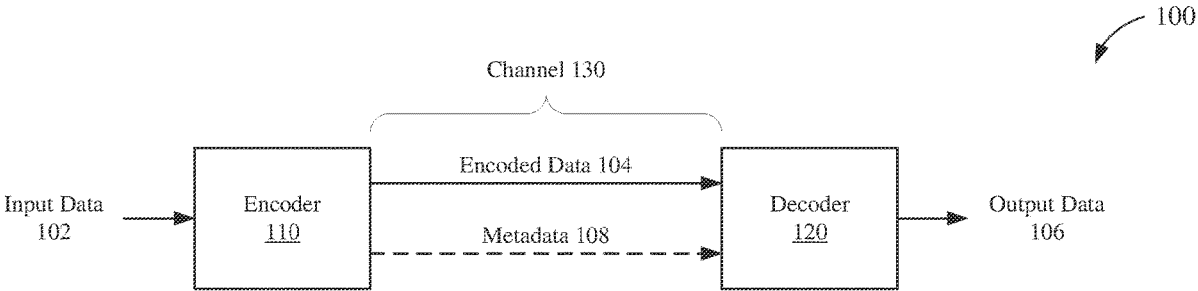 100
Channel 130
Encoded Data 104
Input Data
102
Encoder
110
Metadata 108
Decoder
120
Output Data
106